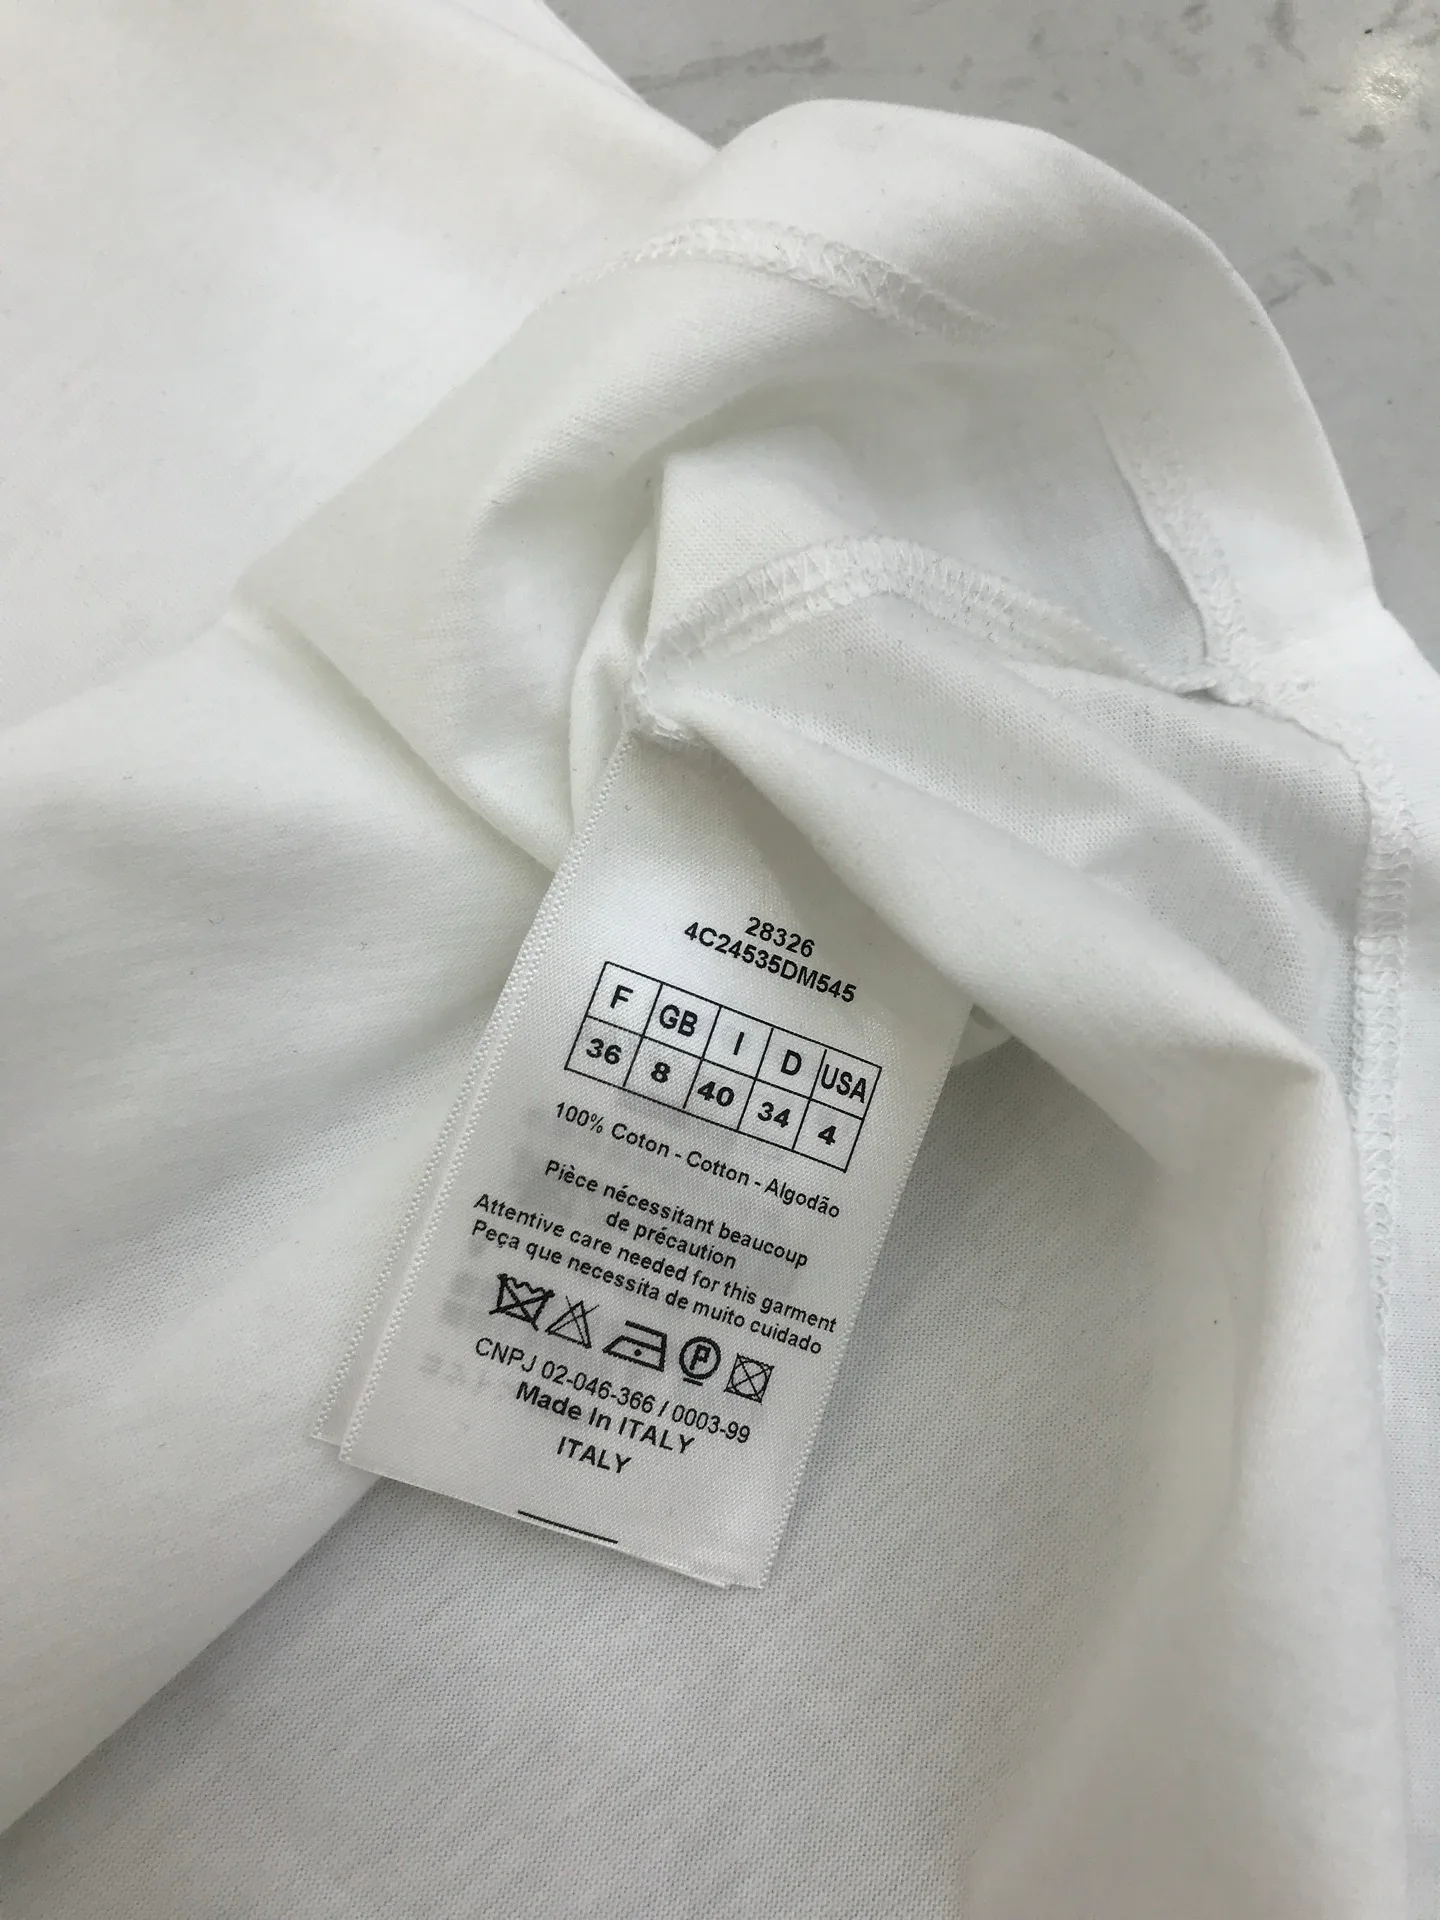 28326
4C24535DM545
F GB I D USA
36 8 40 34 4
100% Coton - Cotton - Algodão
Pièce nécessitant beaucoup
de précaution
Attentive care needed for this garment
Peça que necessita de muito cuidado
P
CNPJ 02-046-366 / 0003-99
Made In ITALY
ITALY